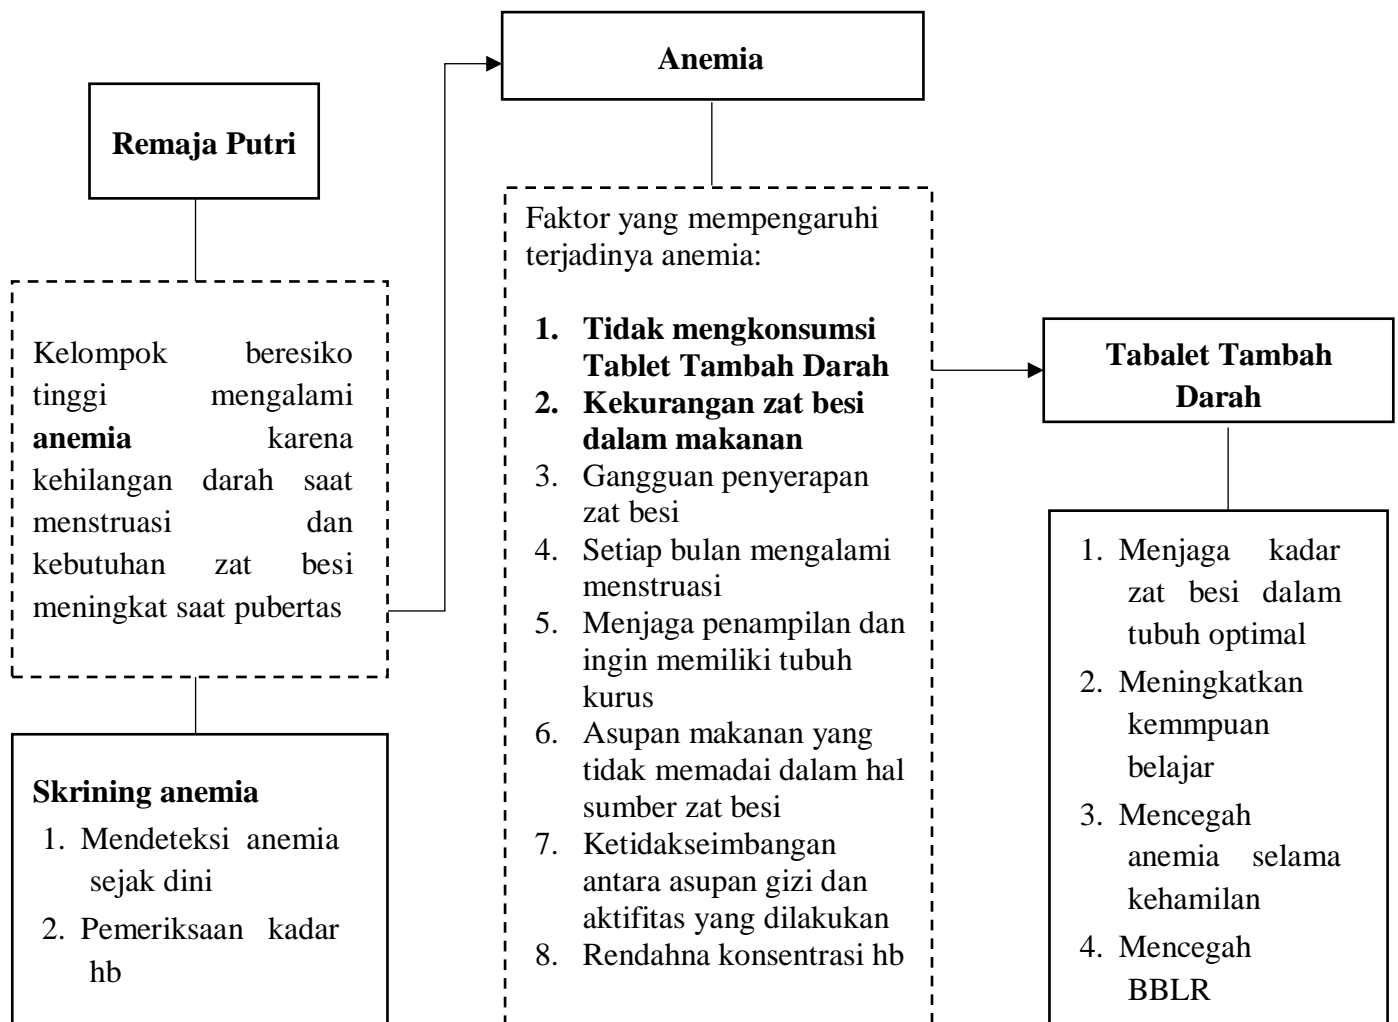 Remaja Putri
Kelompok beresiko
tinggi mengalami
anemia karena
kehilangan darah saat
menstruasi dan
kebutuhan zat besi
meningkat saat pubertas
Skrining anemia
1. Mendeteksi anemia
sejak dini
2. Pemeriksaan kadar
hb
Anemia
Faktor yang mempengaruhi
terjadinya anemia:
1. Tidak mengkonsumsi
Tablet Tambah Darah
2. Kekurangan zat besi
dalam makanan
3. Gangguan penyerapan
zat besi
4. Setiap bulan mengalami
menstruasi
5. Menjaga penampilan dan
ingin memiliki tubuh
kurus
6. Asupan makanan yang
tidak memadai dalam hal
sumber zat besi
7. Ketidakseimbangan
antara asupan gizi dan
aktifitas yang dilakukan
8. Rendahna konsentrasi hb
Tabalet Tambah
Darah
1. Menjaga kadar
zat besi dalam
tubuh optimal
2. Meningkatkan
kemmpuan
belajar
3. Mencegah
anemia selama
kehamilan
4. Mencegah
BBLR